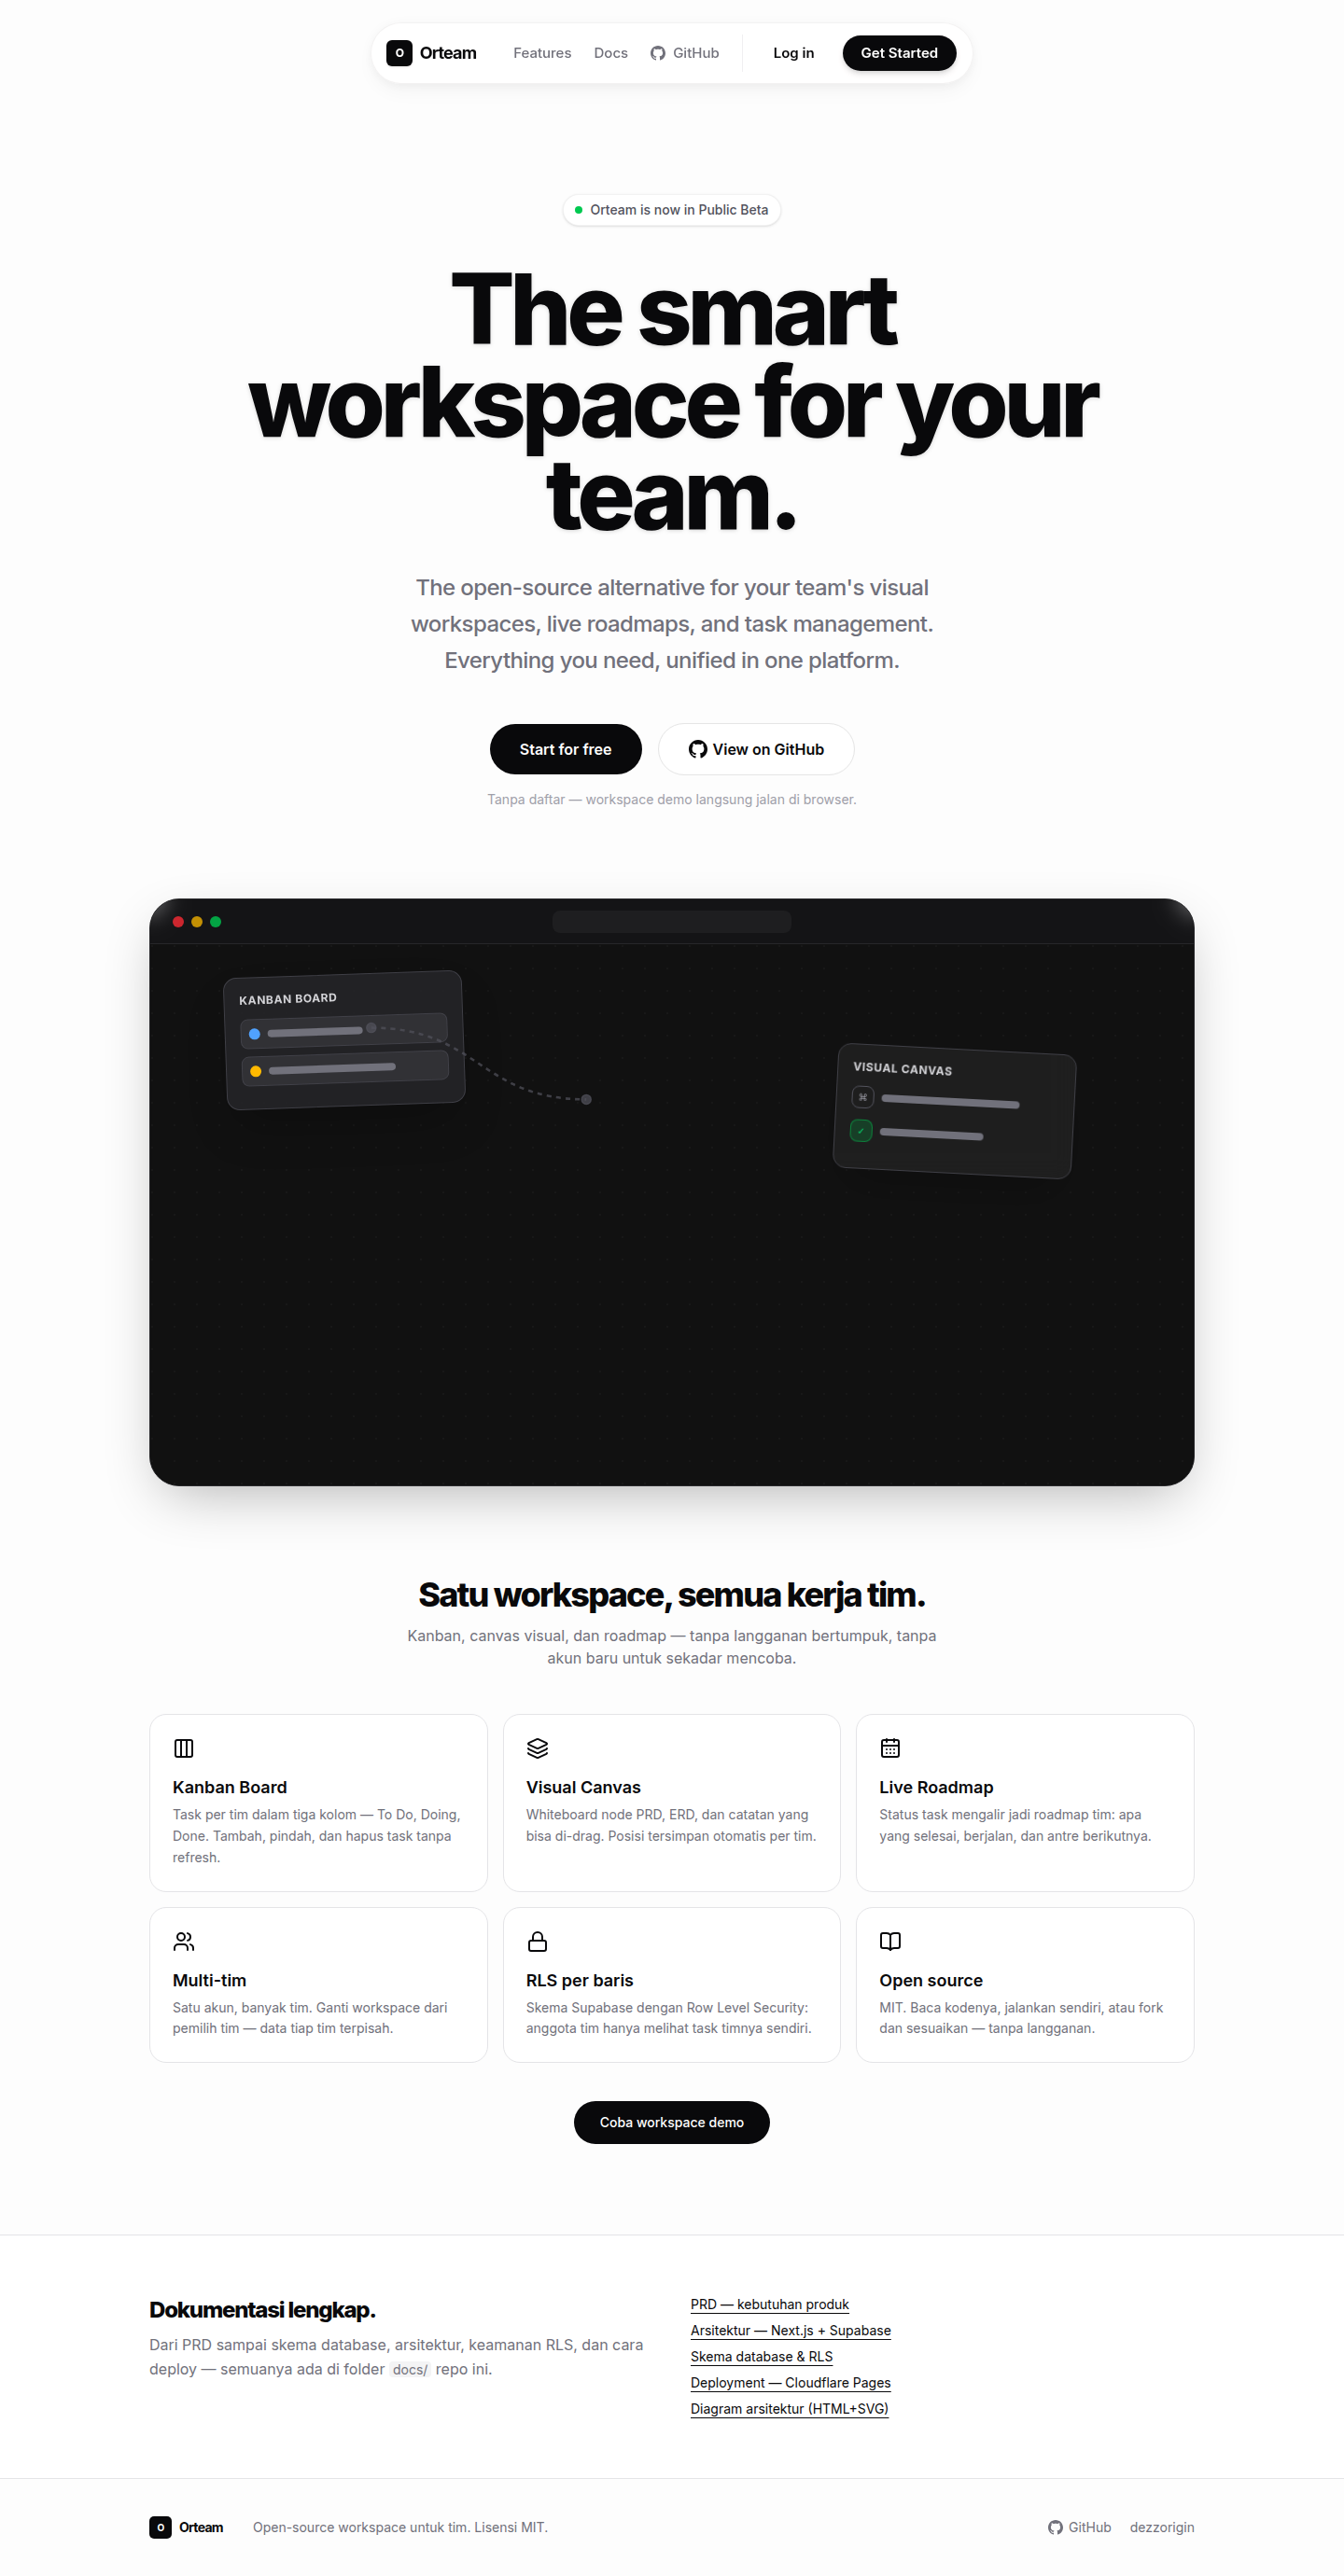 O Orteam Features Docs GitHub Log in Get Started
Orteam is now in Public Beta
The smart
workspace for your
team.
The open-source alternative for your team's visual
workspaces, live roadmaps, and task management.
Everything you need, unified in one platform.
Start for free View on GitHub
Tanpa daftar — workspace demo langsung jalan di browser.
KANBAN BOARD
VISUAL CANVAS
⌘
✓
Satu workspace, semua kerja tim.
Kanban, canvas visual, dan roadmap — tanpa langganan bertumpuk, tanpa
akun baru untuk sekadar mencoba.
Kanban Board
Task per tim dalam tiga kolom — To Do, Doing,
Done. Tambah, pindah, dan hapus task tanpa
refresh.
Visual Canvas
Whiteboard node PRD, ERD, dan catatan yang
bisa di-drag. Posisi tersimpan otomatis per tim.
Live Roadmap
Status task mengalir jadi roadmap tim: apa
yang selesai, berjalan, dan antre berikutnya.
Multi-tim
Satu akun, banyak tim. Ganti workspace dari
pemilih tim — data tiap tim terpisah.
RLS per baris
Skema Supabase dengan Row Level Security:
anggota tim hanya melihat task timnya sendiri.
Open source
MIT. Baca kodenya, jalankan sendiri, atau fork
dan sesuaikan — tanpa langganan.
Coba workspace demo
Dokumentasi lengkap.
Dari PRD sampai skema database, arsitektur, keamanan RLS, dan cara
deploy — semuanya ada di folder docs/ repo ini.
PRD — kebutuhan produk
Arsitektur — Next.js + Supabase
Skema database & RLS
Deployment — Cloudflare Pages
Diagram arsitektur (HTML+SVG)
O Orteam Open-source workspace untuk tim. Lisensi MIT. GitHub dezzorigin